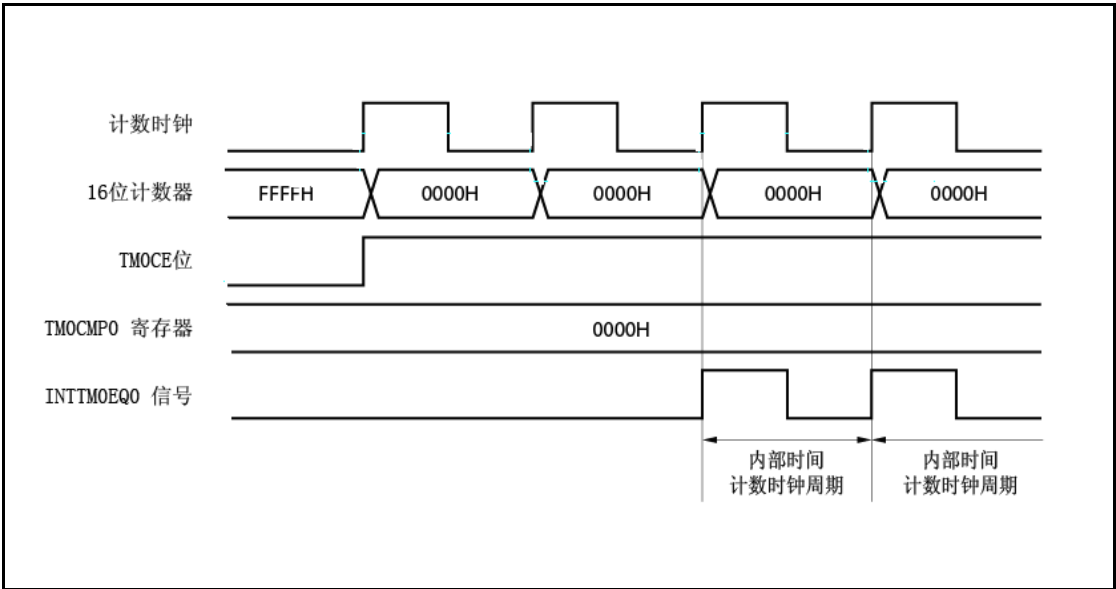 计数时钟
16位计数器
FFFFH
0000H
0000H
0000H
0000H
TM0CE位
TM0CMP0 寄存器
0000H
INTTM0EQ0 信号
内部时间
计数时钟周期
内部时间
计数时钟周期